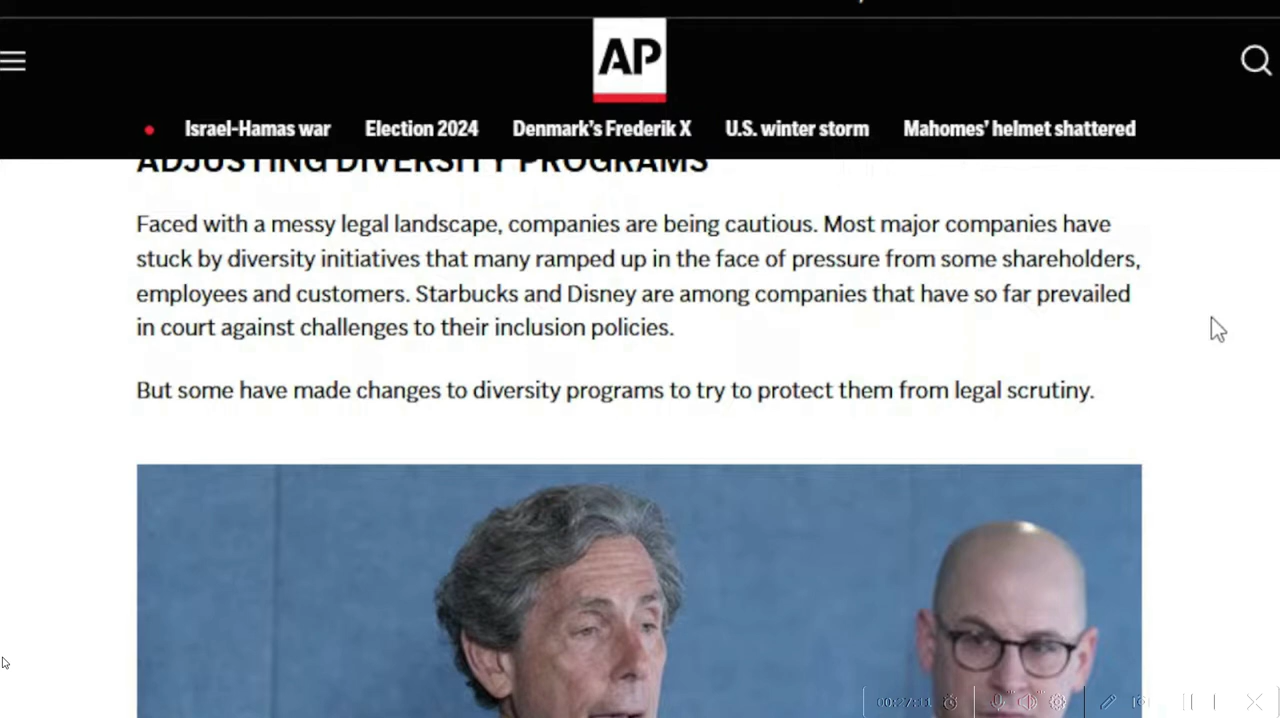 AP
Israel-Hamas war Election 2024 Denmark's Frederik X U.S. winter storm Mahomes' helmet shattered
ADJUSTING DIVERSITY PROGRAMS
Faced with a messy legal landscape, companies are being cautious. Most major companies have
stuck by diversity initiatives that many ramped up in the face of pressure from some shareholders,
employees and customers. Starbucks and Disney are among companies that have so far prevailed
in court against challenges to their inclusion policies.
But some have made changes to diversity programs to try to protect them from legal scrutiny.